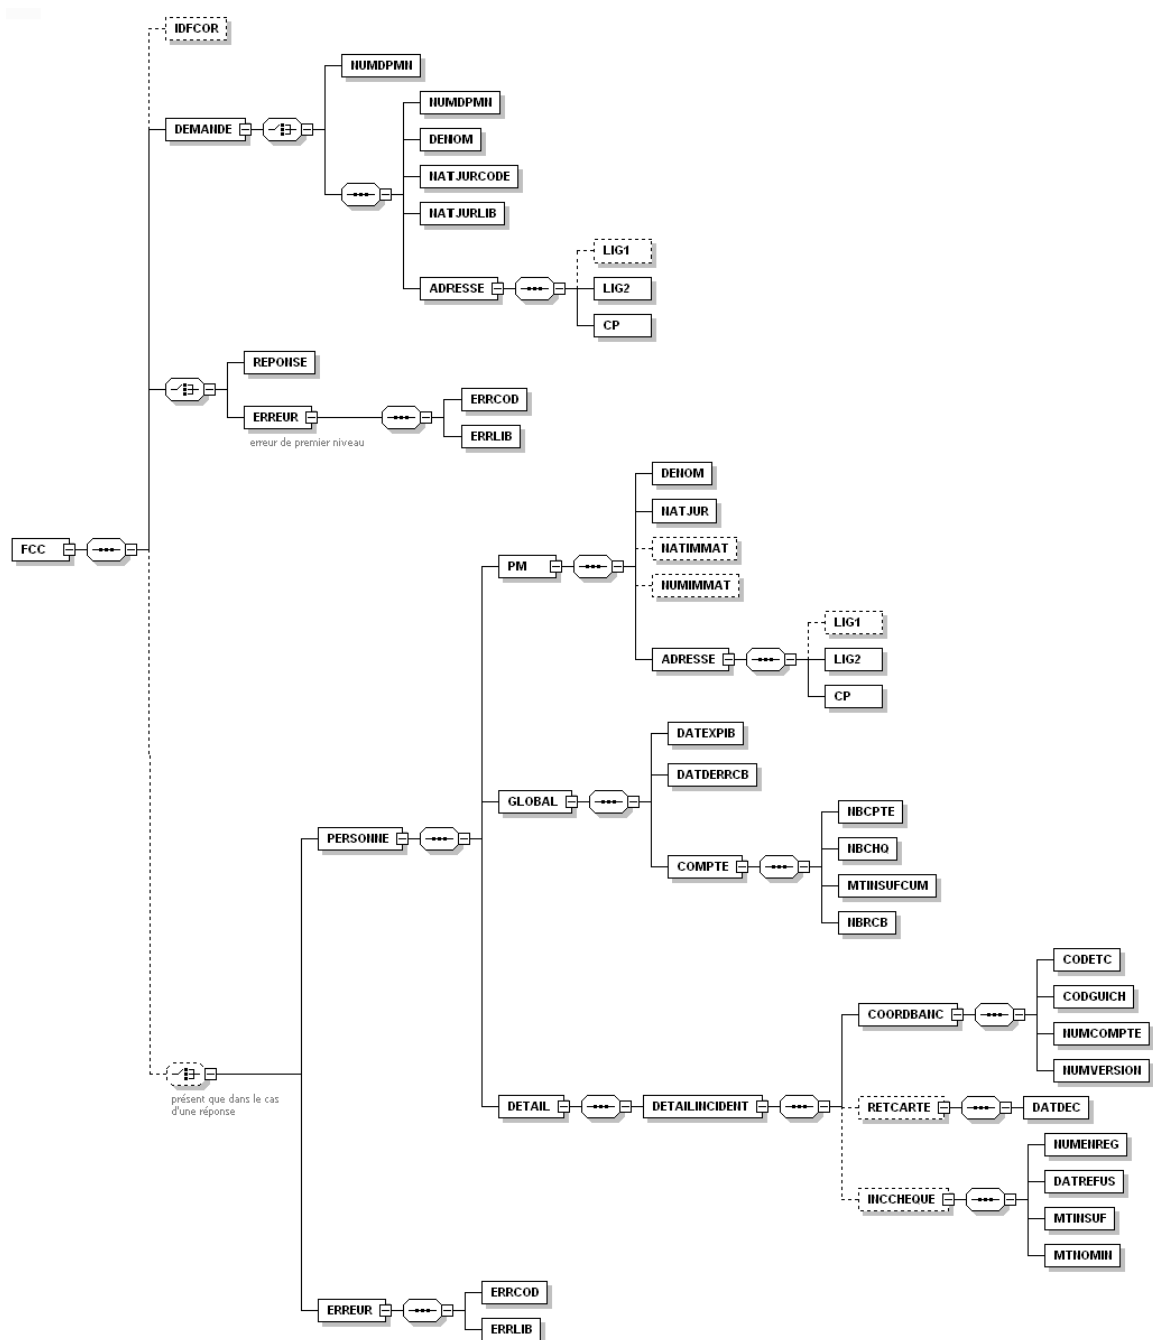 IDFCOR
NUMDPMN
NUMDPMN
DEMANDE
DENOM
NATJURCODE
NATJURLIB
LIG1
ADRESSE
LIG2
CP
REPONSE
ERRCOD
ERREUR
ERRLIB
erreur de premier niveau
DENOM
NATJUR
FCC
NATIMMAT
PM
NUMIMMAT
LIG1
ADRESSE
LIG2
CP
DATEXPIB
DATDERRCB
GLOBAL
NBCPTE
PERSONNE
NBCHQ
COMPTE
MTINSUFCUM
NBRCB
CODETC
CODGUICH
COORDBANC
NUMCOMPTE
NUMVERSION
présent que dans le cas
d'une réponse
DETAIL
DETAILINCIDENT
RETCARTE
DATDEC
NUMENREG
DATREFUS
INCCHEQUE
MTINSUF
MTNOMIN
ERRCOD
ERREUR
ERRLIB